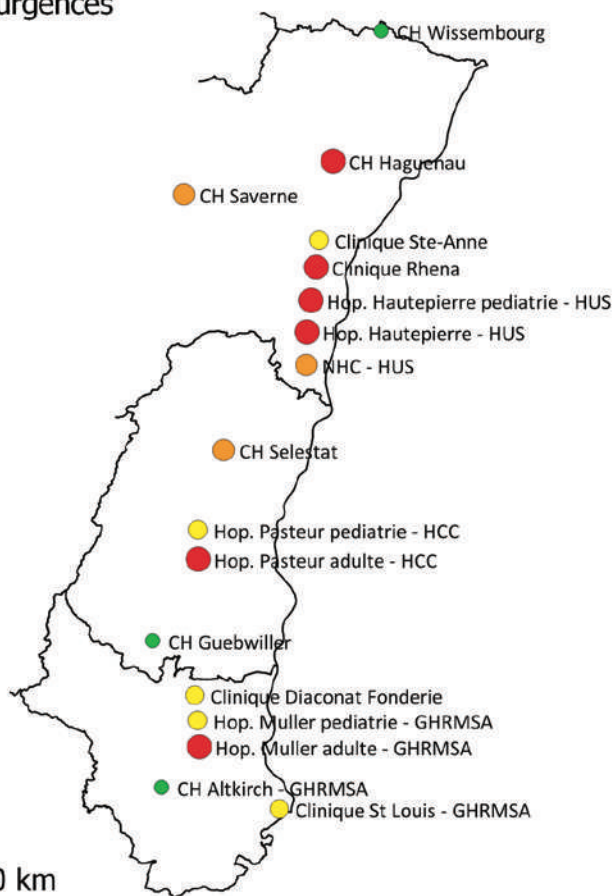 urgences
CH Wissembourg
CH Haguenau
CH Saverne
Clinique Ste-Anne
Clinique Rhena
Hop. Hautepierre pediatrie - HUS
Hop. Hautepierre - HUS
NHC - HUS
CH Selestat
Hop. Pasteur pediatrie - HCC
Hop. Pasteur adulte - HCC
CH Guebwiller
Clinique Diaconat Fonderie
Hop. Muller pediatrie - GHRMSA
Hop. Muller adulte - GHRMSA
CH Altkirch - GHRMSA
Clinique St Louis - GHRMSA
0 km